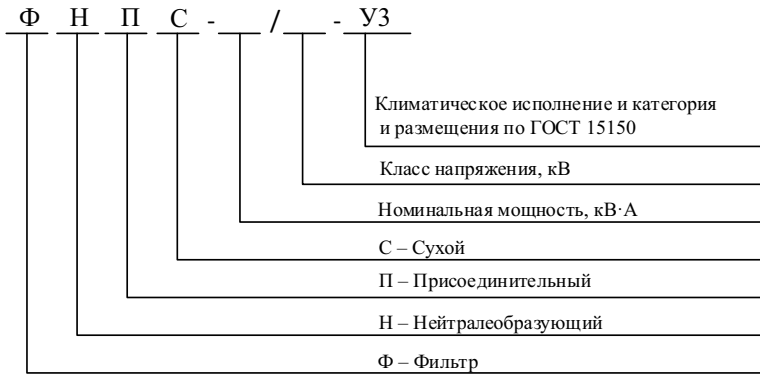 Ф Н П С - / - У3
Климатическое исполнение и категория
и размещения по ГОСТ 15150
Класс напряжения, кВ
Номинальная мощность, кВ·А
С – Сухой
П – Присоединительный
Н – Нейтралеобразующий
Ф – Фильтр